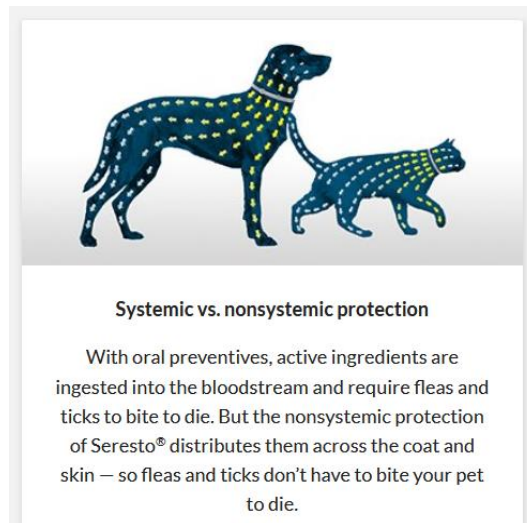 Systemic vs. nonsystemic protection
With oral preventives, active ingredients are
ingested into the bloodstream and require fleas and
ticks to bite to die. But the nonsystemic protection
of Seresto® distributes them across the coat and
skin — so fleas and ticks don’t have to bite your pet
to die.